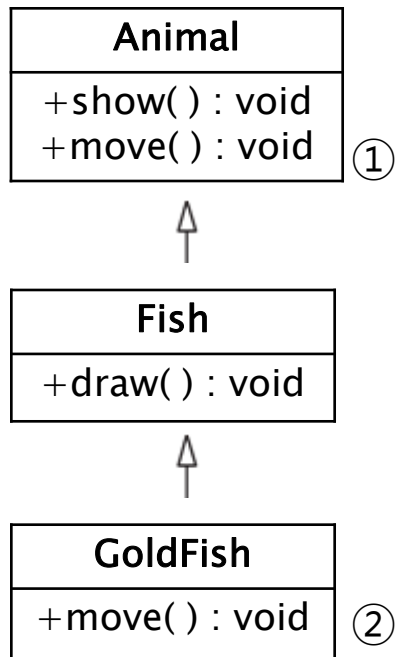 Animal
+show( ) : void
+move( ) : void ①
Fish
+draw( ) : void
GoldFish
+move( ) : void ②